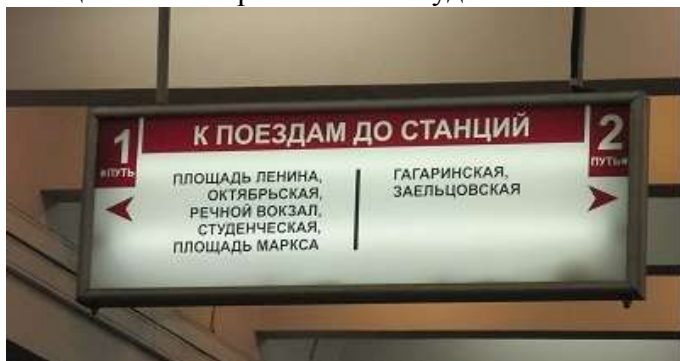 К ПОЕЗДАМ ДО СТАНЦИЙ
1
ПУТЬ
ПЛОЩАДЬ ЛЕНИНА,
ОКТЯБРЬСКАЯ,
РЕЧНОЙ ВОКЗАЛ,
СТУДЕНЧЕСКАЯ,
ПЛОЩАДЬ МАРКСА
ГАГАРИНСКАЯ,
ЗАЕЛЬЦОВСКАЯ
2
ПУТЬ